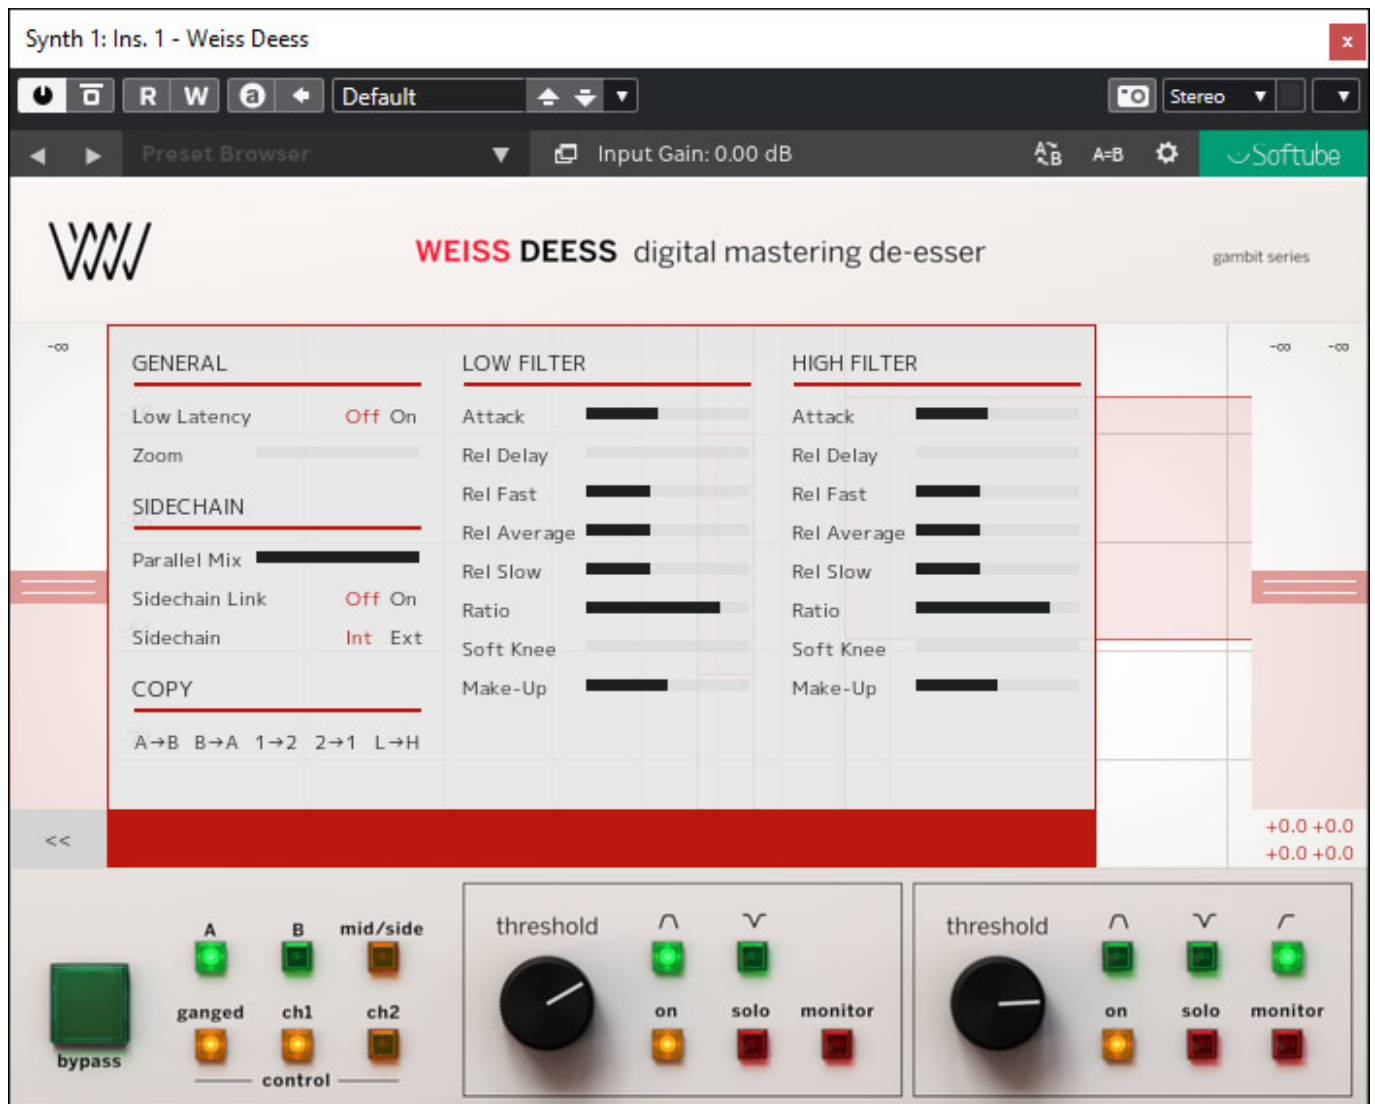 Synth 1: Ins. 1 - Weiss Deess x
R W a Default Stereo
Preset Browser Input Gain: 0.00 dB A B A=B Softube
WEISS DEESS digital mastering de-esser gambit series
-∞ -∞ -∞
GENERAL LOW FILTER HIGH FILTER
Low Latency Off On Attack Attack
Zoom Rel Delay Rel Delay
Rel Fast Rel Fast
SIDECHAIN
Rel Average Rel Average
Parallel Mix
Rel Slow Rel Slow
Sidechain Link Off On
Ratio Ratio
Sidechain Int Ext
Soft Knee Soft Knee
COPY Make-Up Make-Up
A→B B→A 1→2 2→1 L→H
+0.0 +0.0
<<
+0.0 +0.0
A B mid/side threshold threshold
ganged ch1 ch2 on solo monitor on solo monitor
bypass
control